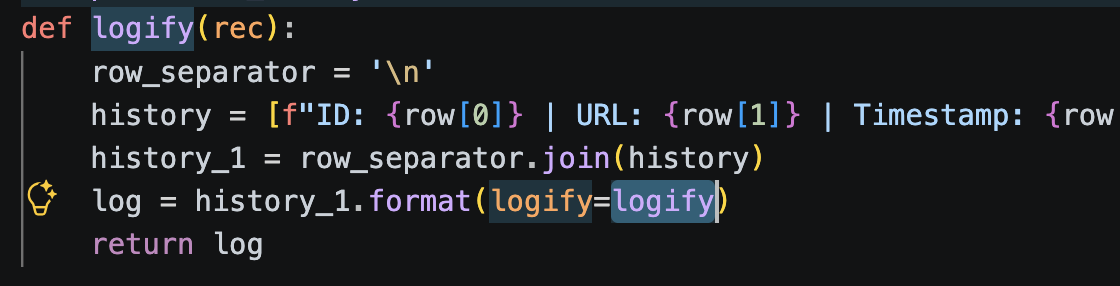 def logify(rec):
row_separator = '\n'
history = [f"ID: {row[0]} | URL: {row[1]} | Timestamp: {row
history_1 = row_separator.join(history)
log = history_1.format(logify=logify)
return log